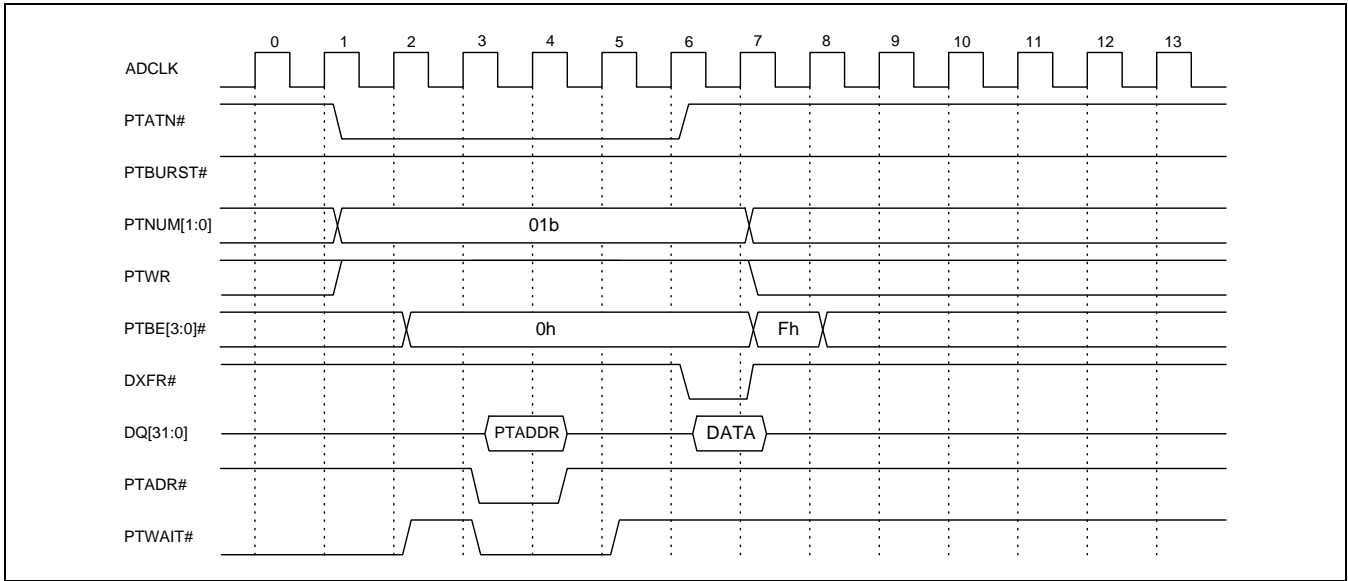 0 1 2 3 4 5 6 7 8 9 10 11 12 13
ADCLK
PTATN#
PTBURST#
PTNUM[1:0] 01b
PTWR
PTBE[3:0]# 0h Fh
DXFR#
DQ[31:0] PTADDR DATA
PTADR#
PTWAIT#